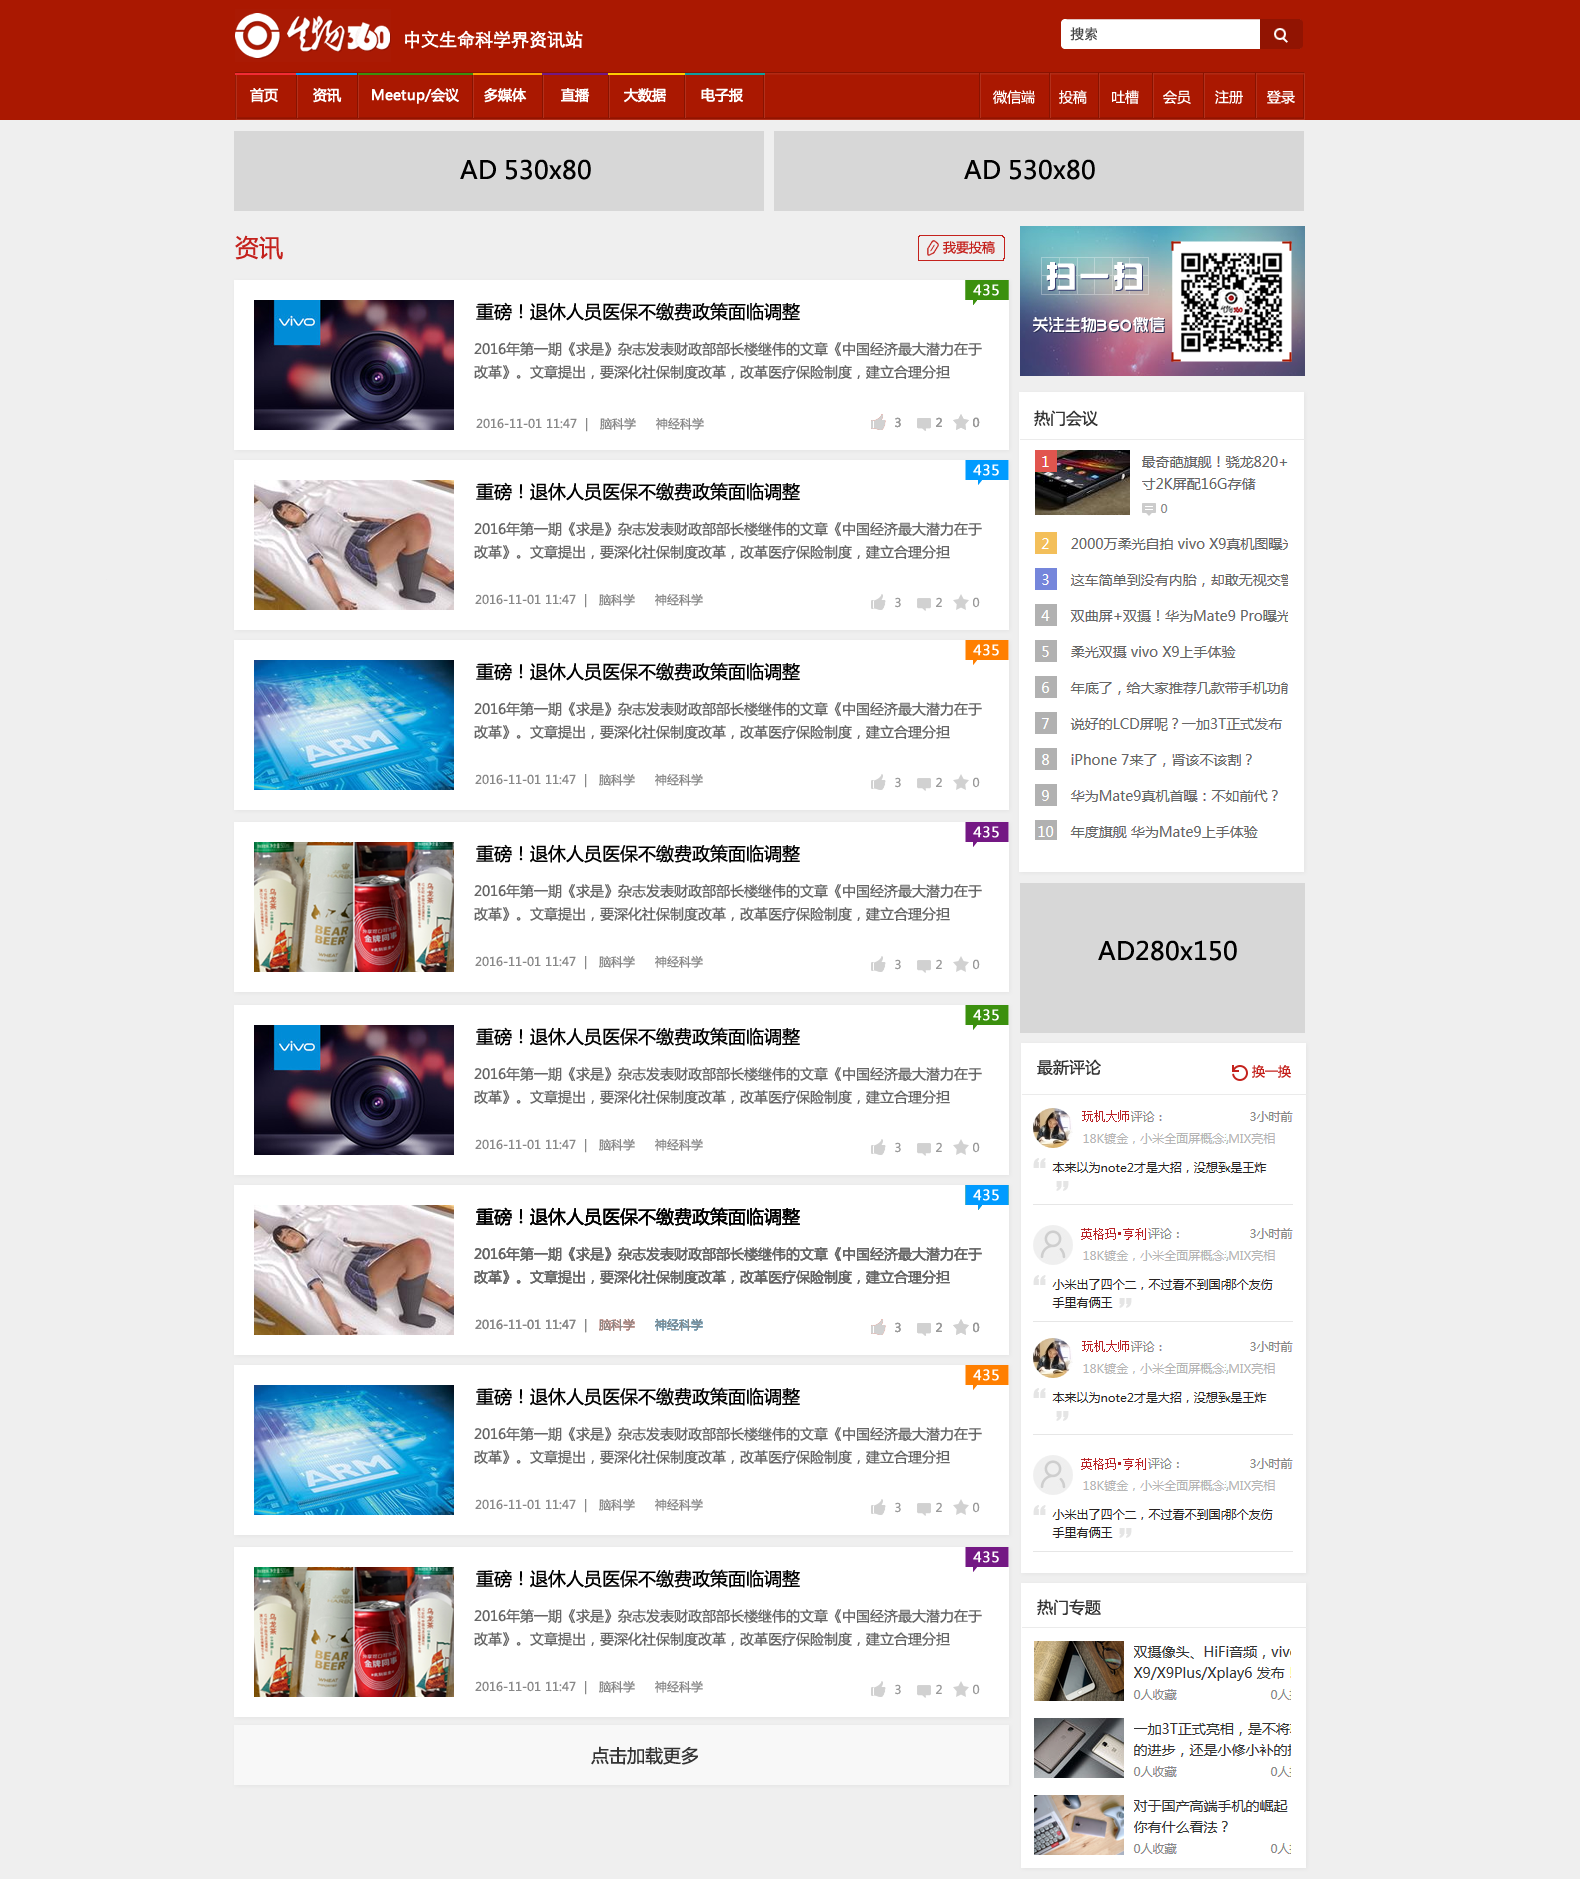 生物360 中文生命科学界资讯站
搜索
首页 资讯 Meetup/会议 多媒体 直播 大数据 电子报
微信端 投稿 吐槽 会员 注册 登录
AD 530x80
AD 530x80
资讯
我要投稿
435
vivo
重磅！退休人员医保不缴费政策面临调整
2016年第一期《求是》杂志发表财政部部长楼继伟的文章《中国经济最大潜力在于
改革》。文章提出，要深化社保制度改革，改革医疗保险制度，建立合理分担
2016-11-01 11:47 | 脑科学 神经科学 3 2 0
435
重磅！退休人员医保不缴费政策面临调整
2016年第一期《求是》杂志发表财政部部长楼继伟的文章《中国经济最大潜力在于
改革》。文章提出，要深化社保制度改革，改革医疗保险制度，建立合理分担
2016-11-01 11:47 | 脑科学 神经科学 3 2 0
435
ARM
重磅！退休人员医保不缴费政策面临调整
2016年第一期《求是》杂志发表财政部部长楼继伟的文章《中国经济最大潜力在于
改革》。文章提出，要深化社保制度改革，改革医疗保险制度，建立合理分担
2016-11-01 11:47 | 脑科学 神经科学 3 2 0
435
乌龙茶
BEAR
BEER
WHEAT
金牌同事
重磅！退休人员医保不缴费政策面临调整
2016年第一期《求是》杂志发表财政部部长楼继伟的文章《中国经济最大潜力在于
改革》。文章提出，要深化社保制度改革，改革医疗保险制度，建立合理分担
2016-11-01 11:47 | 脑科学 神经科学 3 2 0
435
vivo
重磅！退休人员医保不缴费政策面临调整
2016年第一期《求是》杂志发表财政部部长楼继伟的文章《中国经济最大潜力在于
改革》。文章提出，要深化社保制度改革，改革医疗保险制度，建立合理分担
2016-11-01 11:47 | 脑科学 神经科学 3 2 0
435
重磅！退休人员医保不缴费政策面临调整
2016年第一期《求是》杂志发表财政部部长楼继伟的文章《中国经济最大潜力在于
改革》。文章提出，要深化社保制度改革，改革医疗保险制度，建立合理分担
2016-11-01 11:47 | 脑科学 神经科学 3 2 0
435
ARM
重磅！退休人员医保不缴费政策面临调整
2016年第一期《求是》杂志发表财政部部长楼继伟的文章《中国经济最大潜力在于
改革》。文章提出，要深化社保制度改革，改革医疗保险制度，建立合理分担
2016-11-01 11:47 | 脑科学 神经科学 3 2 0
435
乌龙茶
BEAR
BEER
WHEAT
金牌同事
重磅！退休人员医保不缴费政策面临调整
2016年第一期《求是》杂志发表财政部部长楼继伟的文章《中国经济最大潜力在于
改革》。文章提出，要深化社保制度改革，改革医疗保险制度，建立合理分担
2016-11-01 11:47 | 脑科学 神经科学 3 2 0
点击加载更多
扫一扫
关注生物360微信
生物360
热门会议
1 最奇葩旗舰！骁龙820+
寸2K屏配16G存储
0
2 2000万柔光自拍 vivo X9真机图曝光
3 这车简单到没有内胎，却敢无视交警
4 双曲屏+双摄！华为Mate9 Pro曝光
5 柔光双摄 vivo X9上手体验
6 年底了，给大家推荐几款带手机功能
7 说好的LCD屏呢？一加3T正式发布
8 iPhone 7来了，肾该不该割？
9 华为Mate9真机首曝：不如前代？
10 年度旗舰 华为Mate9上手体验
AD280x150
最新评论 换一换
玩机大师评论： 3小时前
18K镀金，小米全面屏概念:MIX亮相
本来以为note2才是大招，没想到x是王炸
英格玛•亨利评论： 3小时前
18K镀金，小米全面屏概念:MIX亮相
小米出了四个二，不过看不到国内那个友伤
手里有俩王
玩机大师评论： 3小时前
18K镀金，小米全面屏概念:MIX亮相
本来以为note2才是大招，没想到x是王炸
英格玛•亨利评论： 3小时前
18K镀金，小米全面屏概念:MIX亮相
小米出了四个二，不过看不到国内那个友伤
手里有俩王
热门专题
双摄像头、HiFi音频，viv
X9/X9Plus/Xplay6 发布
0人收藏 0人
一加3T正式亮相，是不将
的进步，还是小修小补的
0人收藏 0人
对于国产高端手机的崛起
你有什么看法？
0人收藏 0人